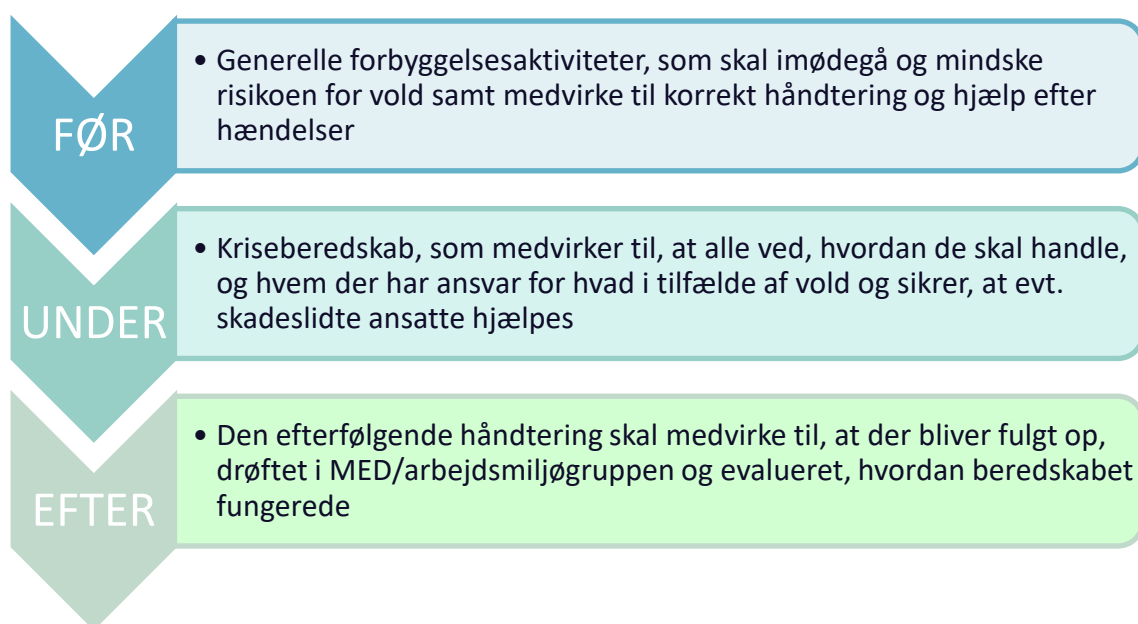 FØR
• Generelle forbyggelsesaktiviteter, som skal imødegå og mindske
risikoen for vold samt medvirke til korrekt håndtering og hjælp efter
hændelser
UNDER
• Kriseberedskab, som medvirker til, at alle ved, hvordan de skal handle,
og hvem der har ansvar for hvad i tilfælde af vold og sikrer, at evt.
skadeslidte ansatte hjælpes
EFTER
• Den efterfølgende håndtering skal medvirke til, at der bliver fulgt op,
drøftet i MED/arbejdsmiljøgruppen og evalueret, hvordan beredskabet
fungerede